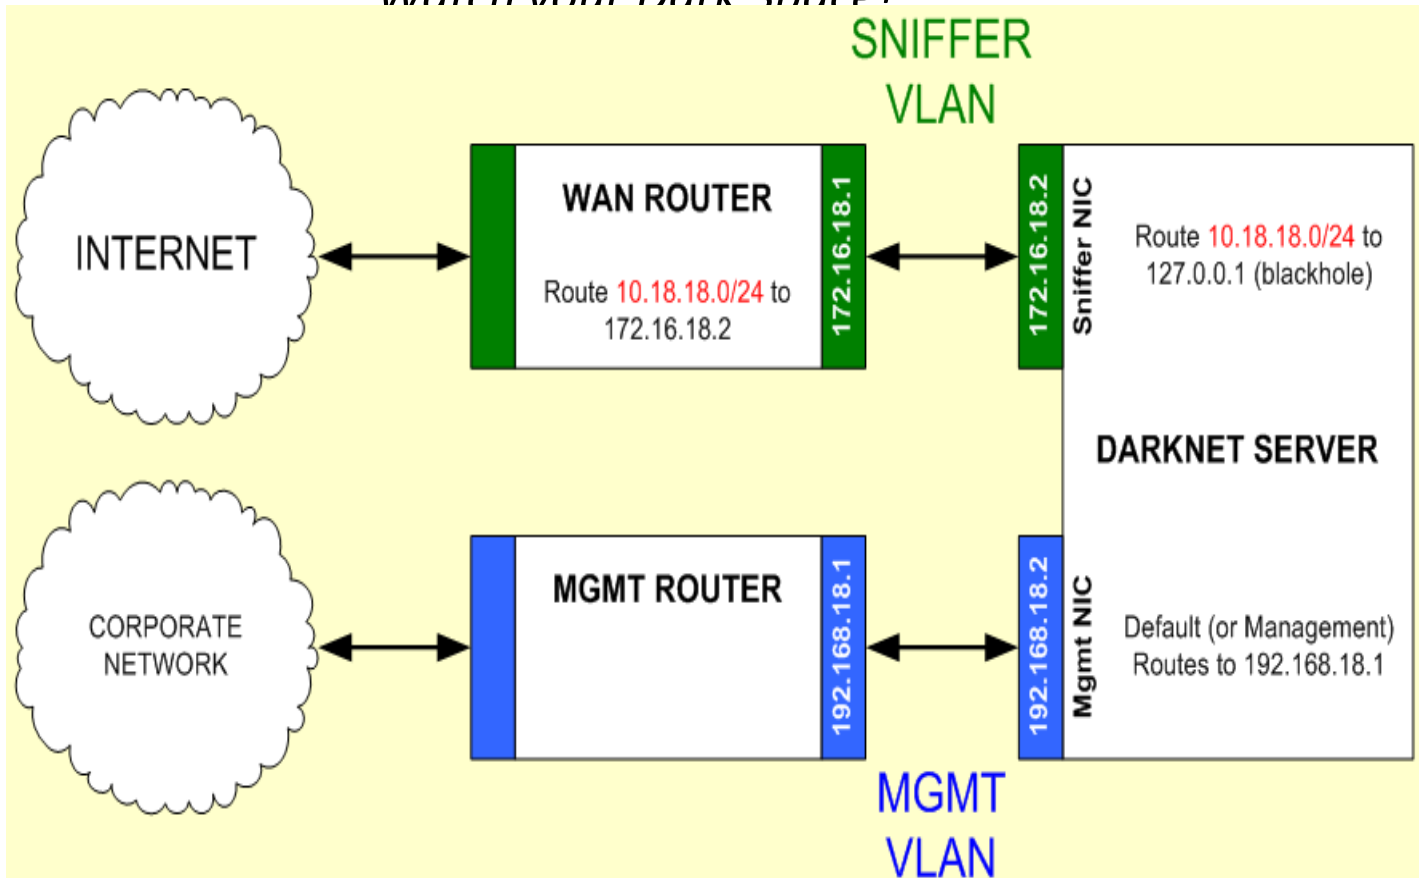 SNIFFER
VLAN
INTERNET
WAN ROUTER
Route 10.18.18.0/24 to
172.16.18.2
172.16.18.1
172.16.18.2
Sniffer NIC
Route 10.18.18.0/24 to
127.0.0.1 (blackhole)
DARKNET SERVER
CORPORATE
NETWORK
MGMT ROUTER
192.168.18.1
192.168.18.2
Mgmt NIC
Default (or Management)
Routes to 192.168.18.1
MGMT
VLAN